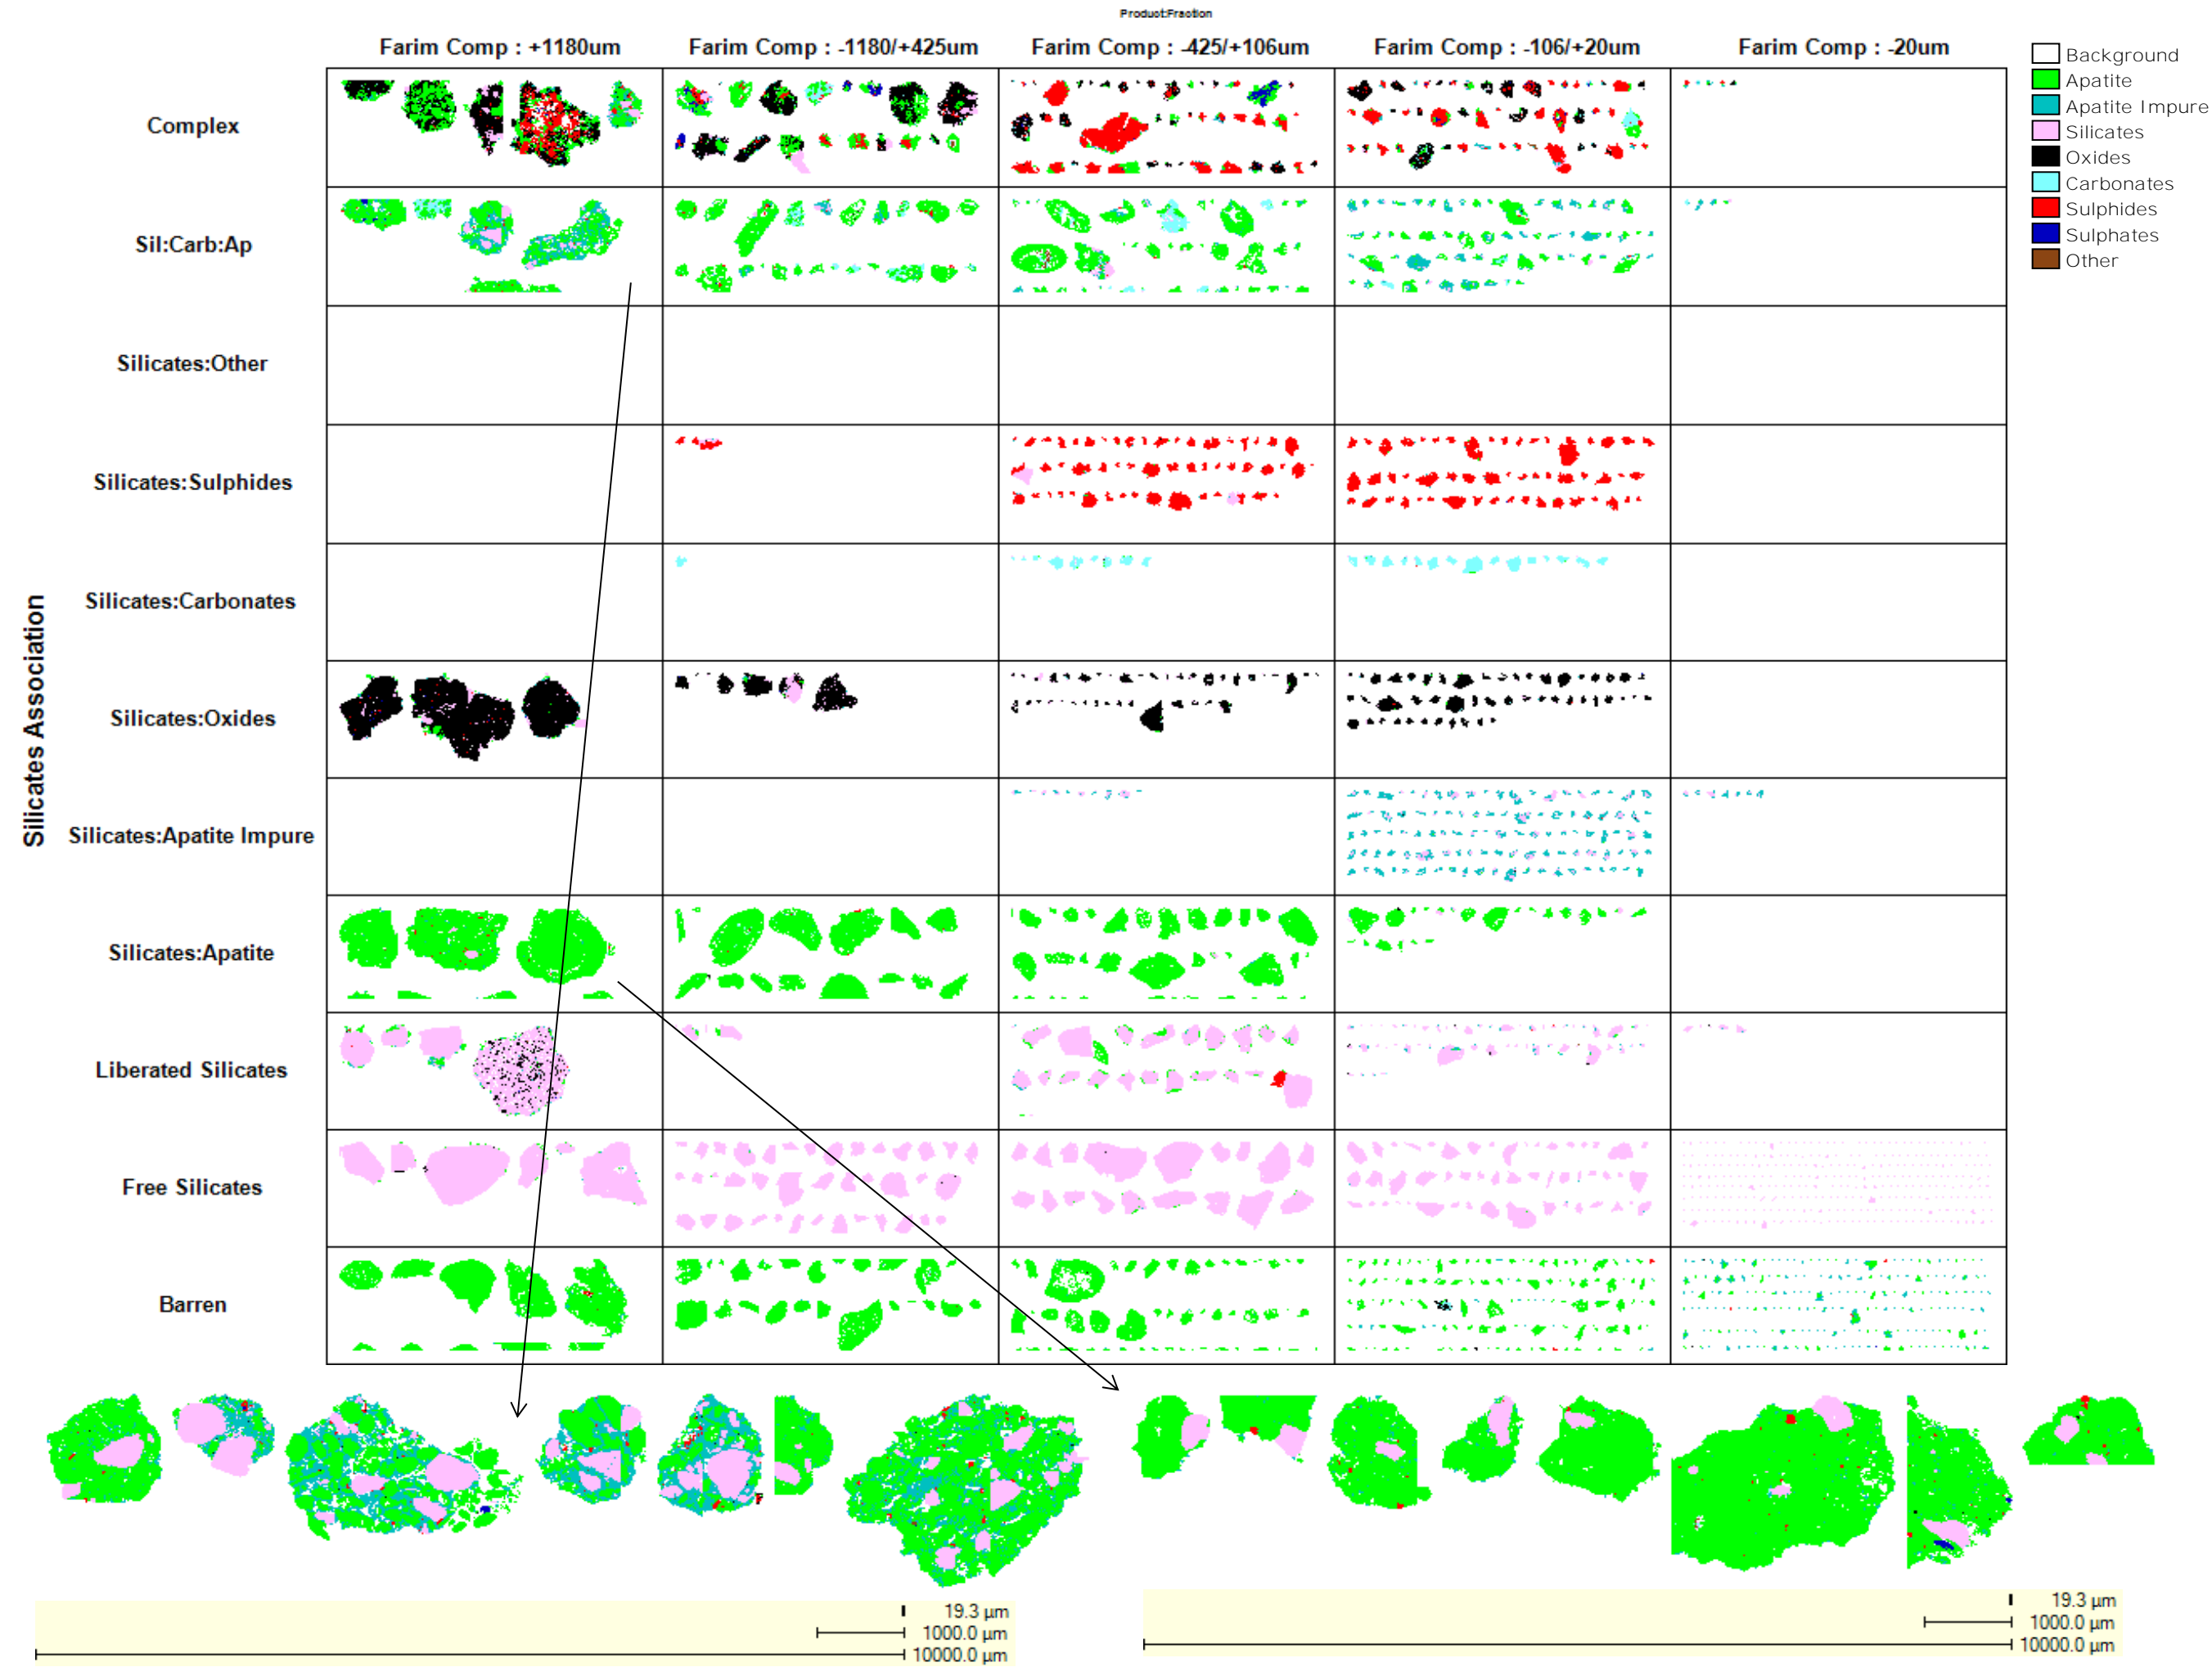 Product:Fraction
Farim Comp : +1180um
Farim Comp : -1180/+425um
Farim Comp : -425/+106um
Farim Comp : -106/+20um
Farim Comp : -20um
Background
Apatite
Apatite Impure
Silicates
Oxides
Carbonates
Sulphides
Sulphates
Other
Silicates Association
Complex
Sil:Carb:Ap
Silicates:Other
Silicates:Sulphides
Silicates:Carbonates
Silicates:Oxides
Silicates:Apatite Impure
Silicates:Apatite
Liberated Silicates
Free Silicates
Barren
19.3 µm
1000.0 µm
10000.0 µm
19.3 µm
1000.0 µm
10000.0 µm